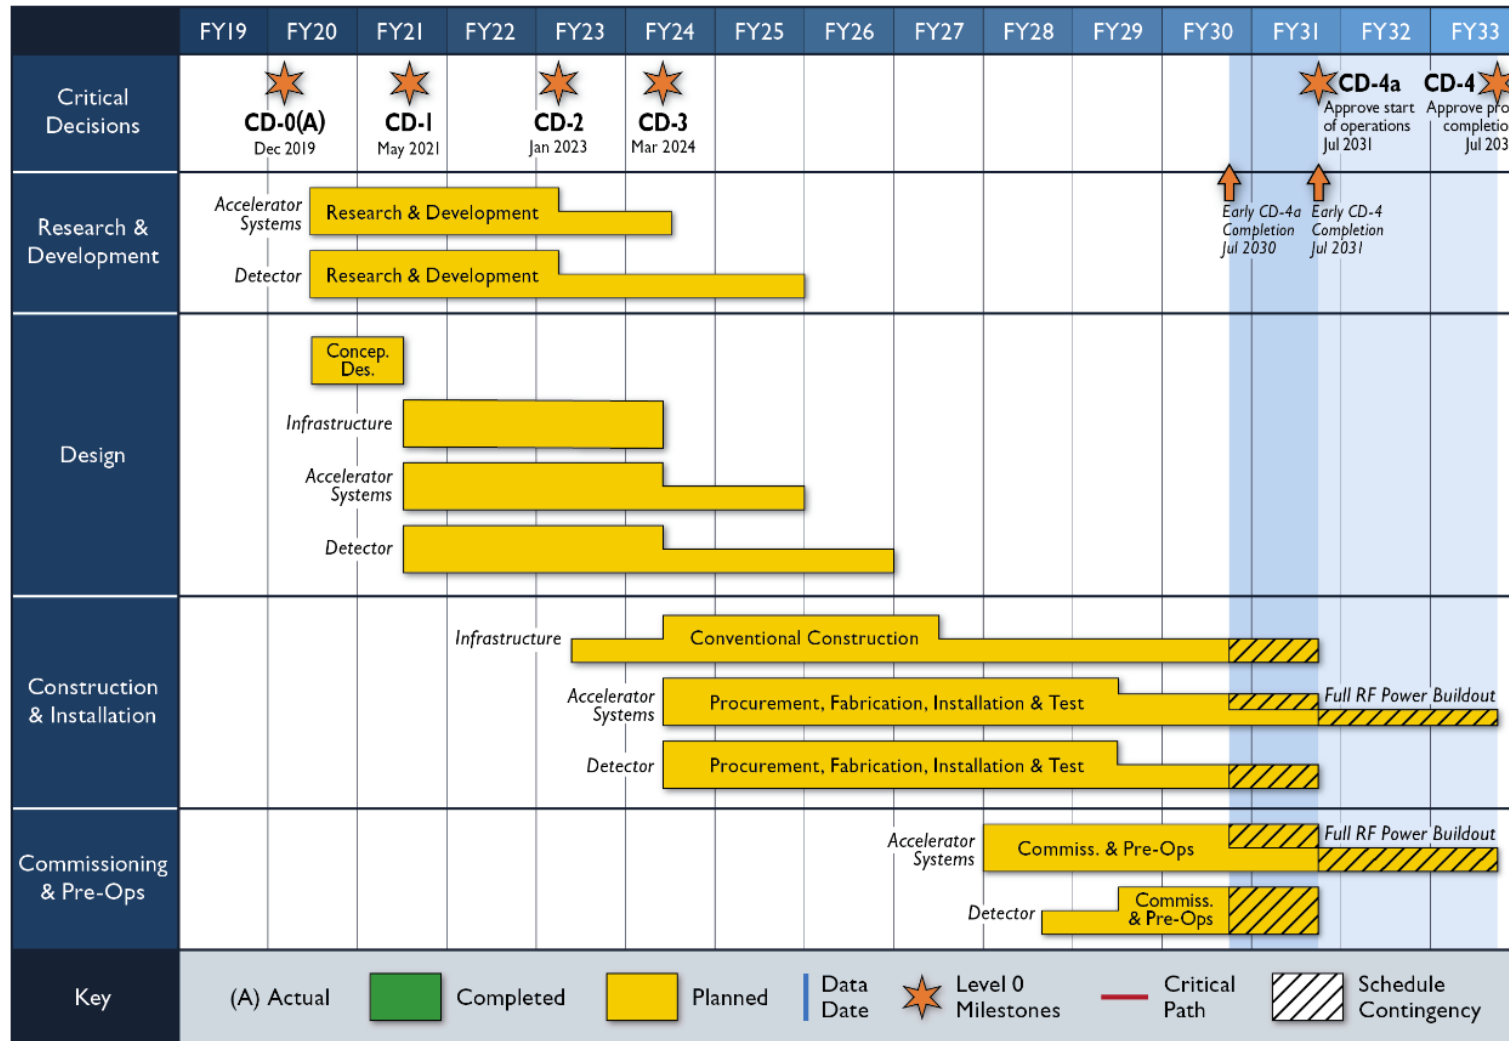 FY19 FY20 FY21 FY22 FY23 FY24 FY25 FY26 FY27 FY28 FY29 FY30 FY31 FY32 FY33
Critical
Decisions
CD-0(A)
Dec 2019
CD-1
May 2021
CD-2
Jan 2023
CD-3
Mar 2024
CD-4a
Approve start
of operations
Jul 2031
CD-4
Approve pro
completio
Jul 203
Early CD-4a
Completion
Jul 2030
Early CD-4
Completion
Jul 2031
Research &
Development
Accelerator
Systems
Research & Development
Detector
Research & Development
Design
Concep.
Des.
Infrastructure
Accelerator
Systems
Detector
Construction
& Installation
Infrastructure
Conventional Construction
Accelerator
Systems
Procurement, Fabrication, Installation & Test
Full RF Power Buildout
Detector
Procurement, Fabrication, Installation & Test
Commissioning
& Pre-Ops
Accelerator
Systems
Commiss. & Pre-Ops
Full RF Power Buildout
Detector
Commiss.
& Pre-Ops
Key
(A) Actual
Completed
Planned
Data
Date
Level 0
Milestones
Critical
Path
Schedule
Contingency